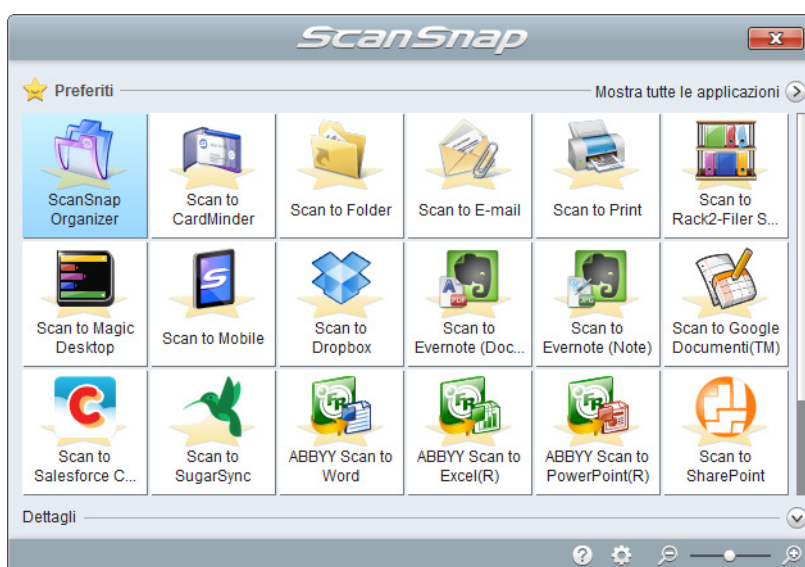 ScanSnap
Preferiti
Mostra tutte le applicazioni
ScanSnap
Organizer
Scan to
CardMinder
Scan to Folder
Scan to E-mail
Scan to Print
Scan to
Rack2-Filer S...
Scan to Magic
Desktop
Scan to Mobile
Scan to
Dropbox
Scan to
Evernote (Doc...
Scan to
Evernote (Note)
Scan to Google
Documenti(TM)
Scan to
Salesforce C...
Scan to
SugarSync
ABBYY Scan to
Word
ABBYY Scan to
Excel(R)
ABBYY Scan to
PowerPoint(R)
Scan to
SharePoint
Dettagli